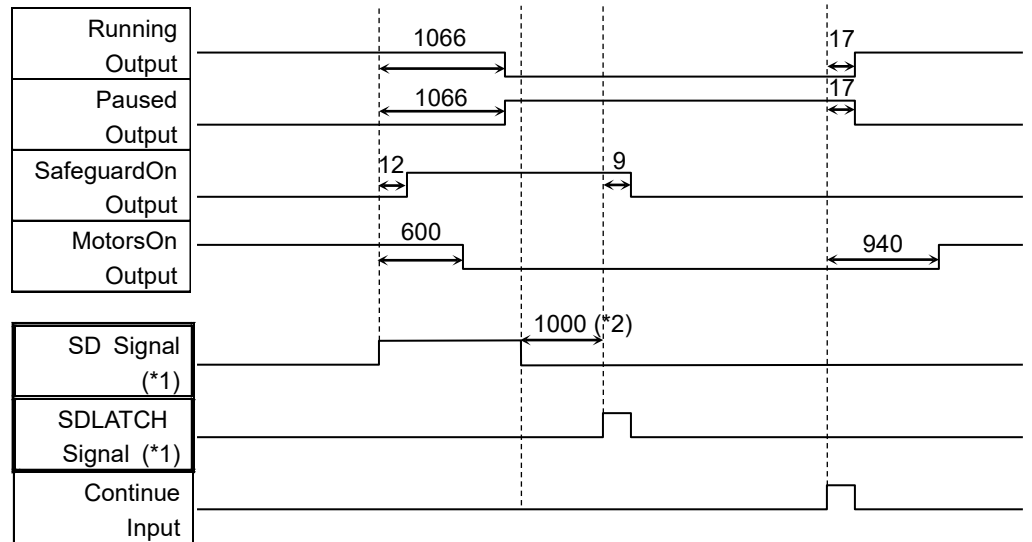 Running
Output
1066
17
Paused
Output
1066
17
SafeguardOn
Output
12
9
MotorsOn
Output
600
940
SD Signal
(*1)
1000 (*2)
SDLATCH
Signal (*1)
Continue
Input